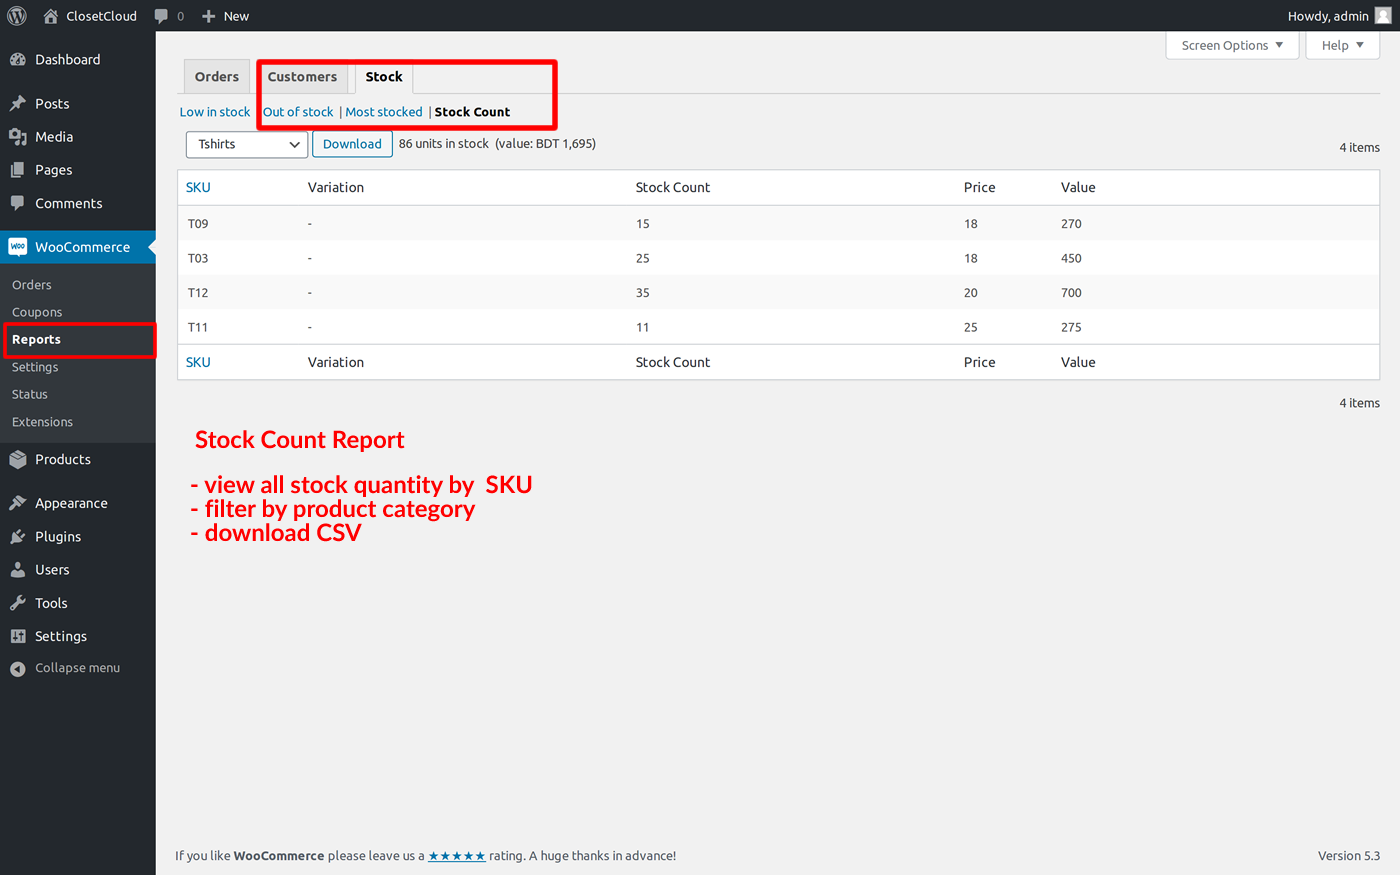 ClosetCloud 0 New Howdy, admin
Screen Options Help
Dashboard
Posts
Media
Pages
Comments
WooCommerce
Orders
Coupons
Reports
Settings
Status
Extensions
Products
Appearance
Plugins
Users
Tools
Settings
Collapse menu
Orders Customers Stock
Low in stock Out of stock | Most stocked | Stock Count
Tshirts Download 86 units in stock (value: BDT 1,695)
4 items
SKU Variation Stock Count Price Value
T09 - 15 18 270
T03 - 25 18 450
T12 - 35 20 700
T11 - 11 25 275
SKU Variation Stock Count Price Value
4 items
Stock Count Report
- view all stock quantity by SKU
- filter by product category
- download CSV
If you like WooCommerce please leave us a ★★★★★ rating. A huge thanks in advance! Version 5.3